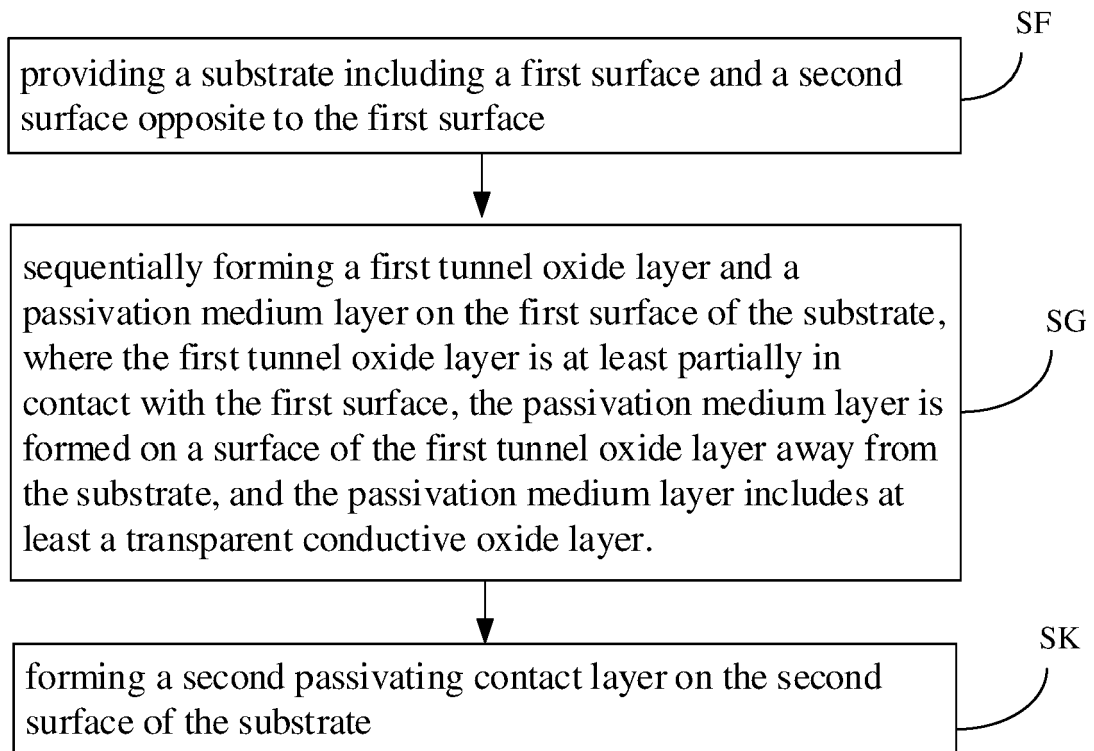 SF
providing a substrate including a first surface and a second
surface opposite to the first surface
sequentially forming a first tunnel oxide layer and a
passivation medium layer on the first surface of the substrate,
where the first tunnel oxide layer is at least partially in
contact with the first surface, the passivation medium layer is
formed on a surface of the first tunnel oxide layer away from
the substrate, and the passivation medium layer includes at
least a transparent conductive oxide layer.
SG
forming a second passivating contact layer on the second
surface of the substrate
SK